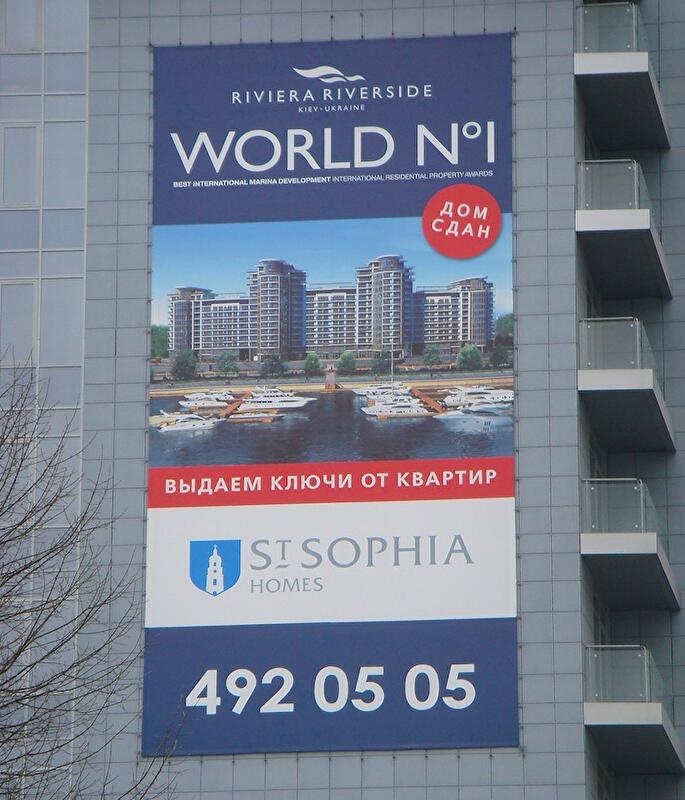 RIVIERA RIVERSIDE
KIEV-UKRAINE
WORLD NºI
BEST INTERNATIONAL MARINA DEVELOPMENT INTERNATIONAL RESIDENTIAL PROPERTY AWARDS
ДОМ
СДАН
ВЫДАЕМ КЛЮЧИ ОТ КВАРТИР
ST SOPHIA
HOMES
492 05 05